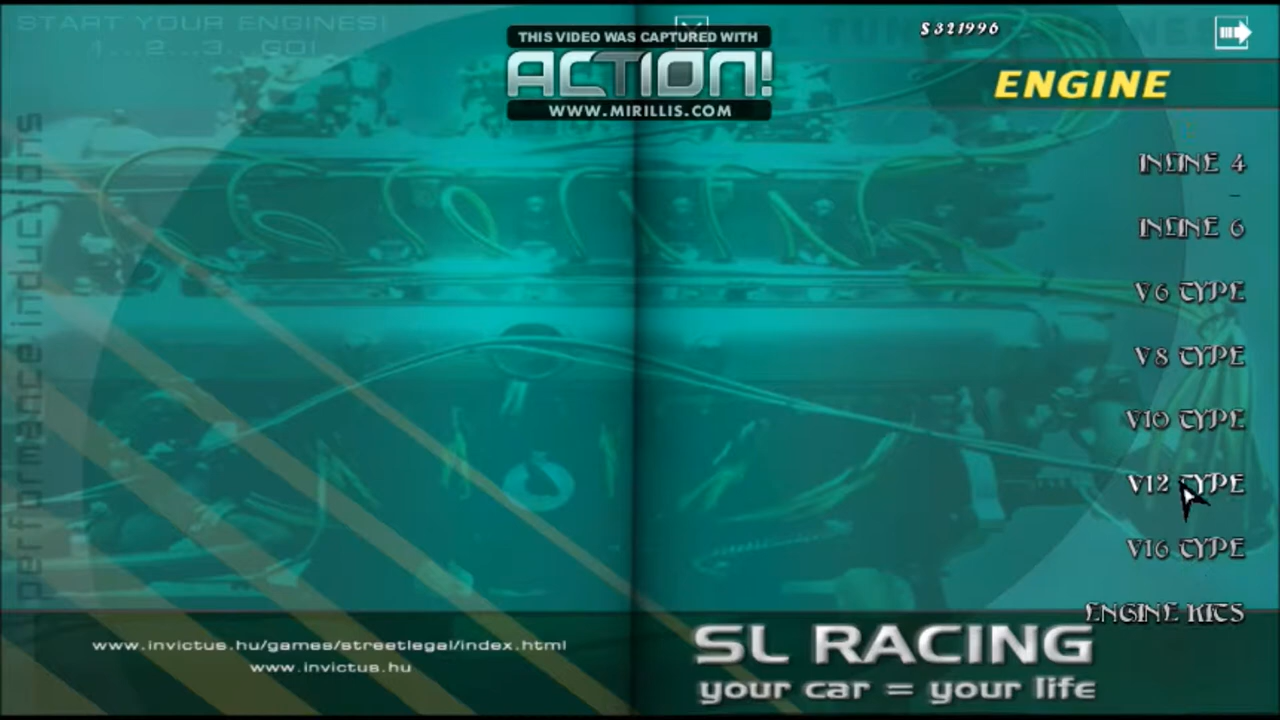 START YOUR ENGINES!
1...2...3... GO!
THIS VIDEO WAS CAPTURED WITH
ACTION!
WWW.MIRILLIS.COM
$321996
ENGINE
INLINE 4
INLINE 6
V6 TYPE
V8 TYPE
V10 TYPE
V12 TYPE
V16 TYPE
ENGINE KITS
performance inductions
www.invictus.hu/games/streetlegal/index.html
www.invictus.hu
SL RACING
your car = your life